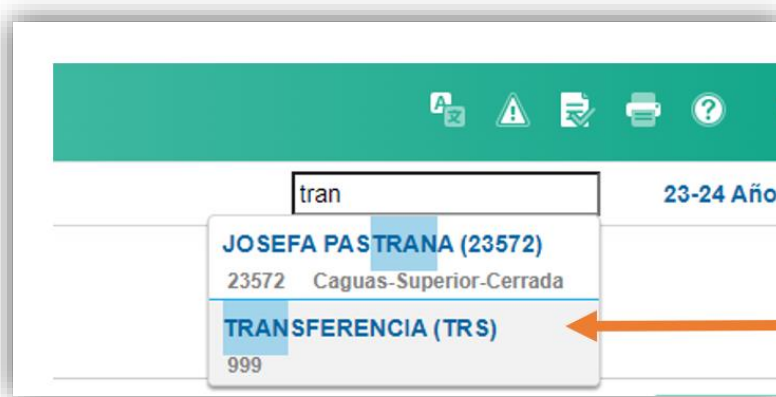 tran
23-24 Año
JOSEFA PASTRANA (23572)
23572 Caguas-Superior-Cerrada
TRANSFERENCIA (TRS)
999